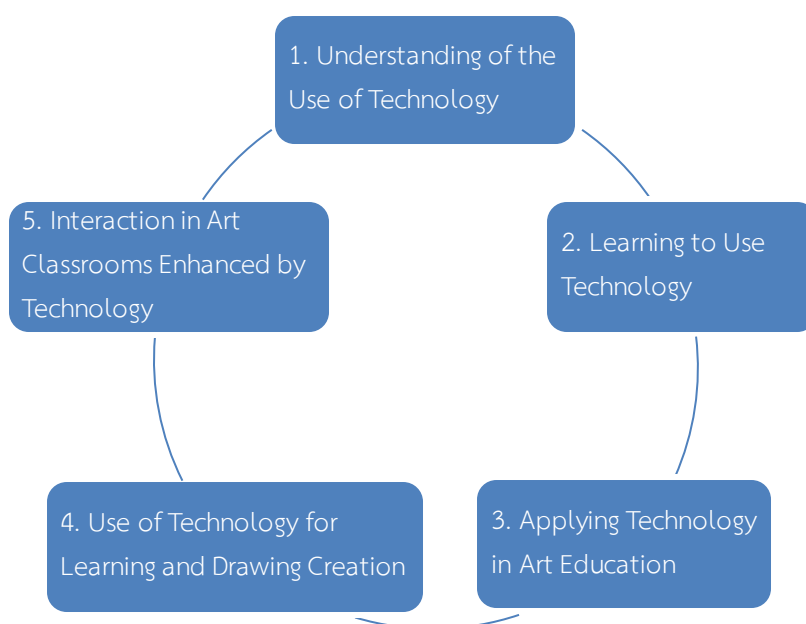 1. Understanding of the
Use of Technology
2. Learning to Use
Technology
3. Applying Technology
in Art Education
4. Use of Technology for
Learning and Drawing Creation
5. Interaction in Art
Classrooms Enhanced by
Technology